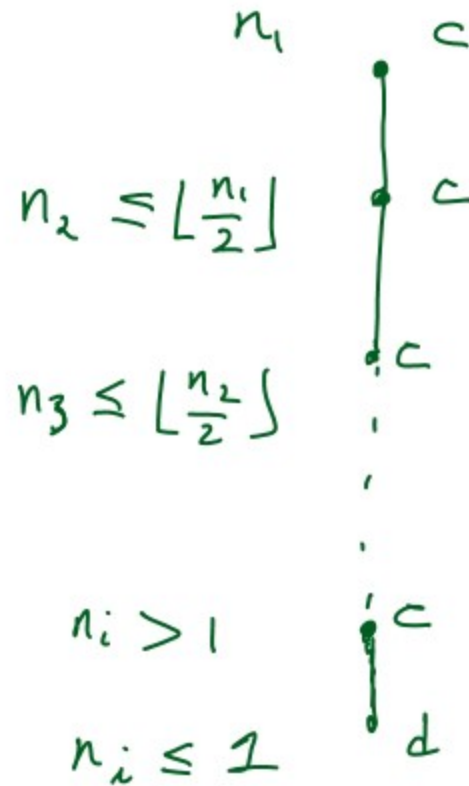 n₁ c
n₂ ≤ ⌊n₁/2⌋ c
n₃ ≤ ⌊n₂/2⌋ c
nᵢ > 1 c
nᵢ ≤ 1 d